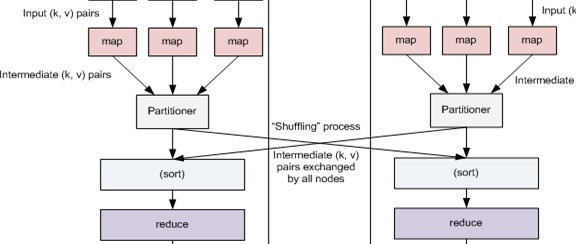 Input (k, v) pairs
Input (k
map
map
map
map
map
map
Intermediate (k, v) pairs
Intermediate
Partitioner
Partitioner
“Shuffling” process
Intermediate (k, v)
pairs exchanged
by all nodes
(sort)
(sort)
reduce
reduce